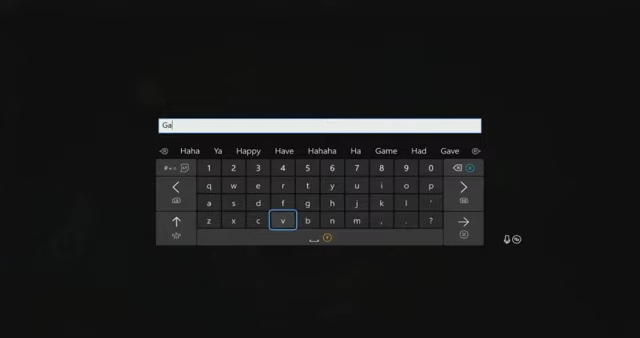 Ga
Haha Ya Happy Have Hahaha Ha Game Had Gave
1 2 3 4 5 6 7 8 9 0
q w e r t y u i o p
a s d f g h j k l '
z x c v b n m , . ?